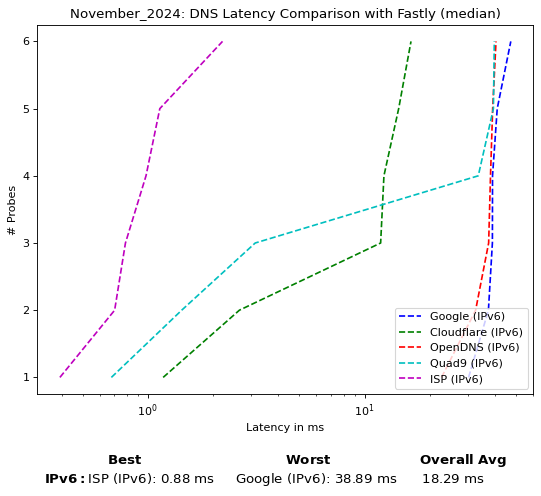 November_2024: DNS Latency Comparison with Fastly (median)
6
5
4
3
2
1
# Probes
Google (IPv6)
Cloudflare (IPv6)
OpenDNS (IPv6)
Quad9 (IPv6)
ISP (IPv6)
10⁰ 10¹
Latency in ms
Best Worst Overall Avg
IPv6: ISP (IPv6): 0.88 ms Google (IPv6): 38.89 ms 18.29 ms